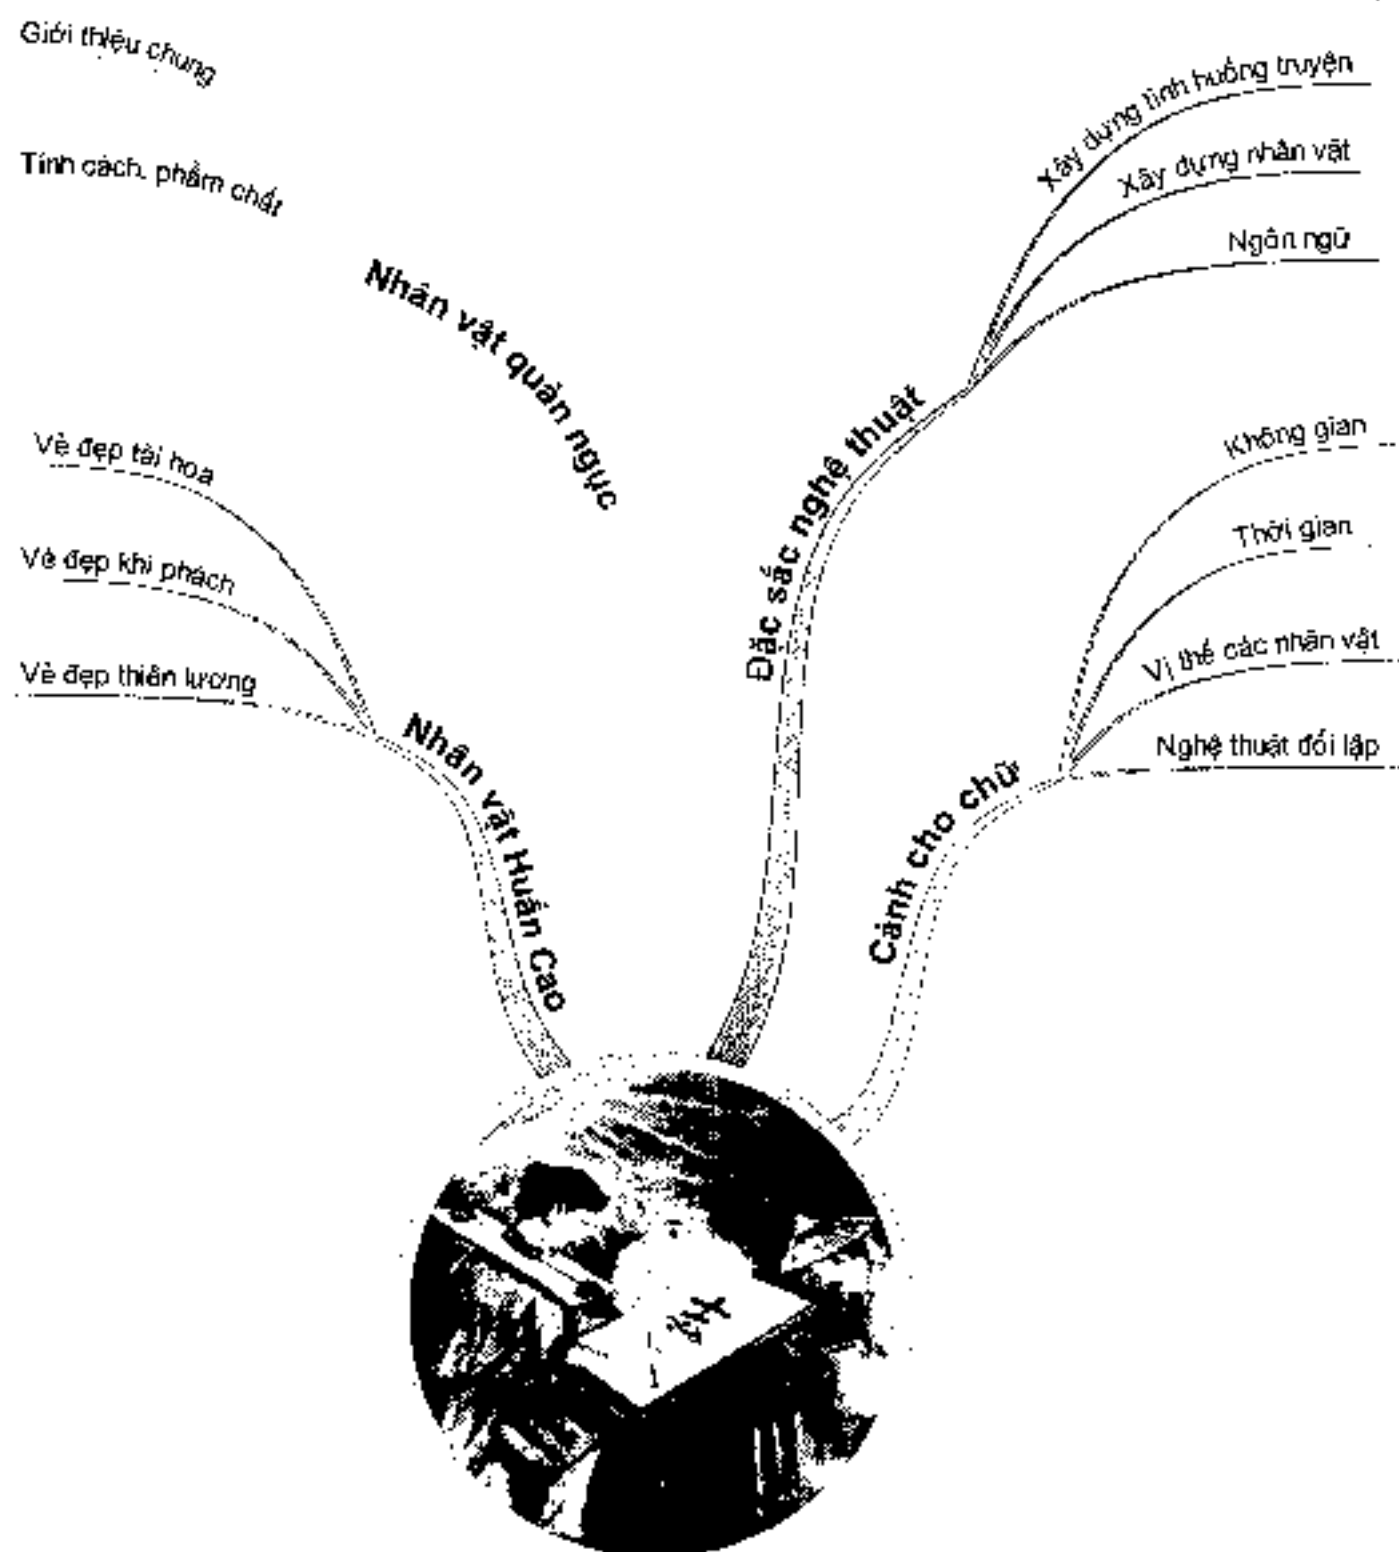 Giới thiệu chung
Tính cách, phẩm chất
Nhân vật quản ngục
Vẻ đẹp tài hoa
Vẻ đẹp khí phách
Vẻ đẹp thiên lương
Nhân vật Huấn Cao
Xây dựng tình huống truyện
Xây dựng nhân vật
Ngôn ngữ
Đặc sắc nghệ thuật
Không gian
Thời gian
Vị thế các nhân vật
Nghệ thuật đối lập
Cảnh cho chữ